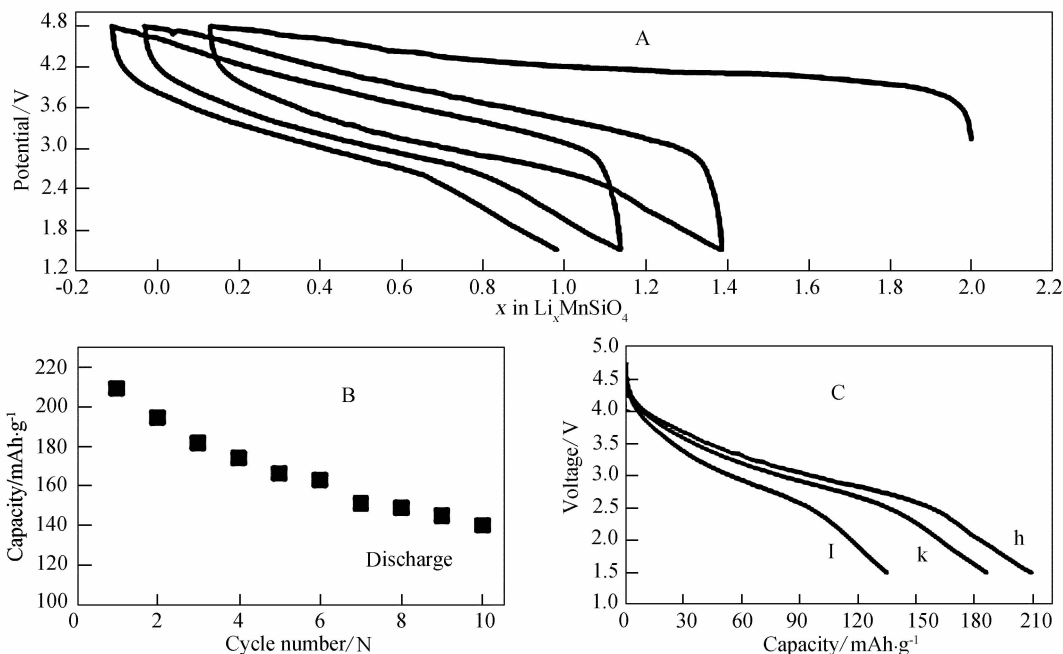 4.8
4.2
3.6
3.0
2.4
1.8
1.2
Potential/V
A
-0.2 0.0 0.2 0.4 0.6 0.8 1.0 1.2 1.4 1.6 1.8 2.0 2.2
x in LiₓMnSiO₄
220
200
180
160
140
120
100
Capacity/mAh·g⁻¹
B
Discharge
0 2 4 6 8 10
Cycle number/N
5.0
4.5
4.0
3.5
3.0
2.5
2.0
1.5
1.0
Voltage/V
C
I k h
0 30 60 90 120 150 180 210
Capacity/mAh·g⁻¹